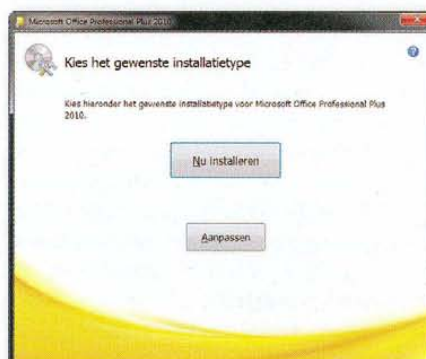 Microsoft Office Professional Plus 2010
Kies het gewenste installatietype
Kies hieronder het gewenste installatietype voor Microsoft Office Professional Plus
2010.
Nu installeren
Aanpassen